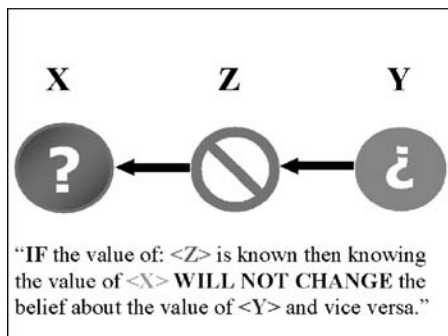 X Z Y
? ¿
“IF the value of: <Z> is known then knowing
the value of <X> WILL NOT CHANGE the
belief about the value of <Y> and vice versa.”